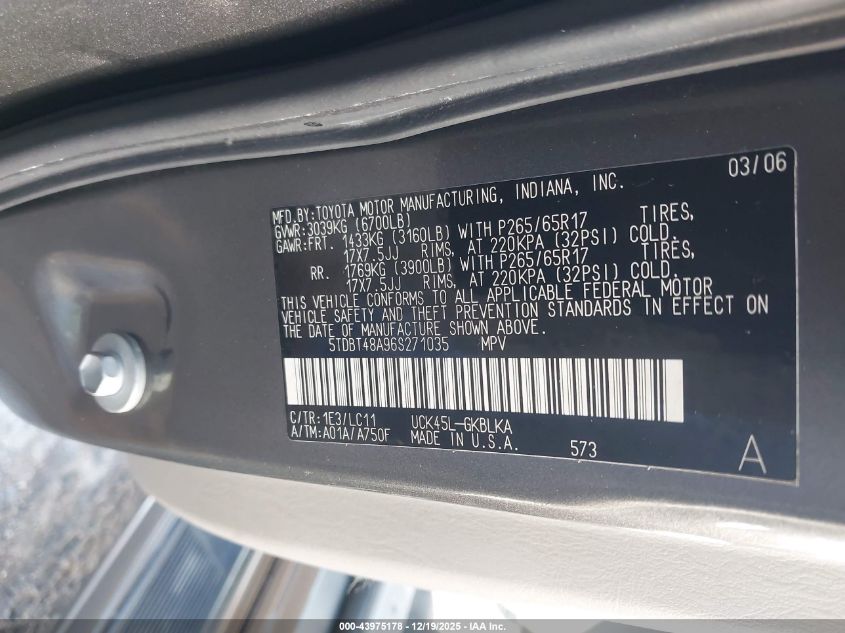 03/06
MFD.BY:TOYOTA MOTOR MANUFACTURING, INDIANA, INC.
GVWR:3039KG (6700LB)
GAWR:FRT. 1433KG (3160LB) WITH P265/65R17 TIRES,
17X7.5JJ RIMS, AT 220KPA (32PSI) COLD.
RR. 1769KG (3900LB) WITH P265/65R17 TIRES,
17X7.5JJ RIMS, AT 220KPA (32PSI) COLD.
THIS VEHICLE CONFORMS TO ALL APPLICABLE FEDERAL MOTOR
VEHICLE SAFETY AND THEFT PREVENTION STANDARDS IN EFFECT ON
THE DATE OF MANUFACTURE SHOWN ABOVE.
5TDBT48A96S271035 MPV
C/TR:1E3/LC11 UCK45L-GKBLKA
A/TM:A01A/A750F MADE IN U.S.A. 573
A
000-43975178 - 12/19/2025 - IAA Inc.